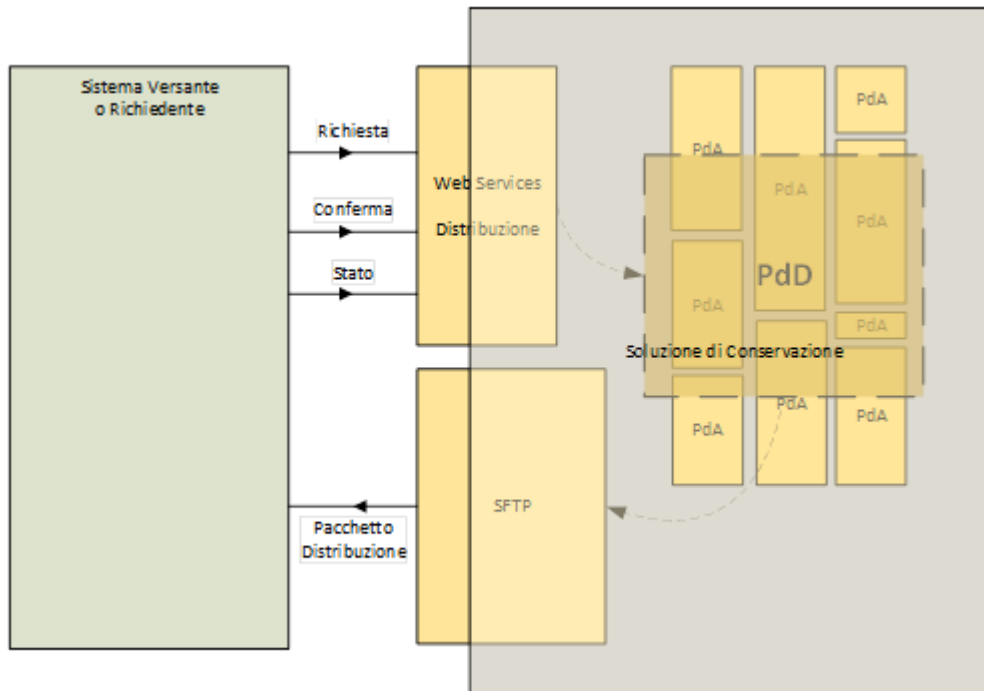 Sistema Versante
o Richiedente
Richiesta
Conferma
Stato
Pacchetto
Distribuzione
Web Services
Distribuzione
SFTP
PdA
PdA
PdA
PdA
PdD
PdA
PdA
Soluzione di Conservazione
PdA
PdA
PdA